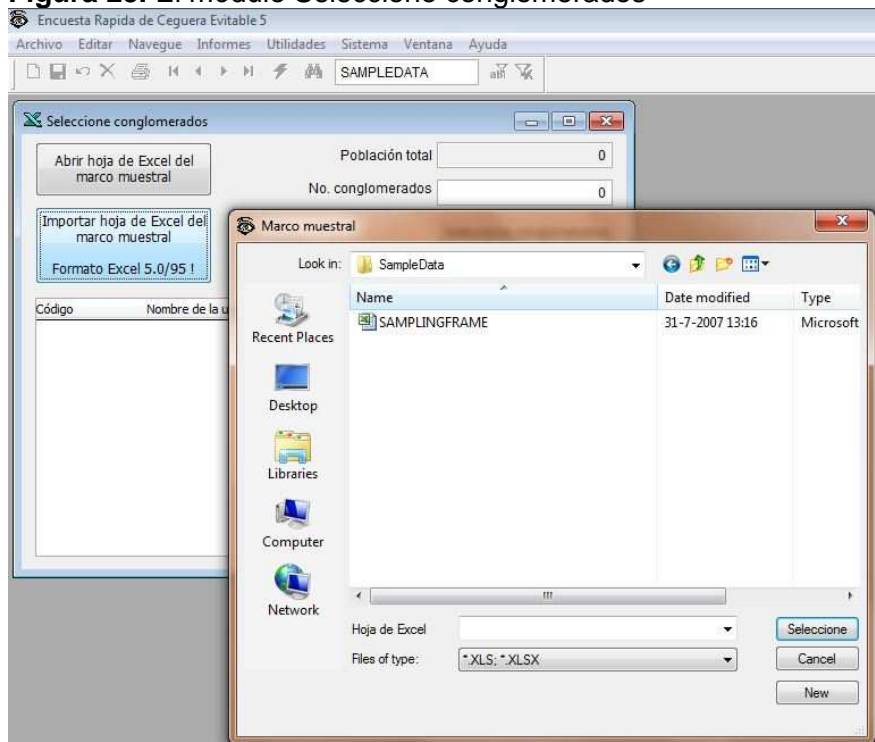 Figura 25. El módulo Seleccione conglomerados
Encuesta Rapida de Ceguera Evitable 5
Archivo Editar Navegue Informes Utilidades Sistema Ventana Ayuda
SAMPLEDATA
Seleccione conglomerados
Abrir hoja de Excel del
marco muestral
Población total 0
No. conglomerados 0
Importar hoja de Excel del
marco muestral
Formato Excel 5.0/95 !
Código Nombre de la u
Marco muestral
Look in: SampleData
Name Date modified Type
SAMPLINGFRAME 31-7-2007 13:16 Microsoft
Recent Places
Desktop
Libraries
Computer
Network
Hoja de Excel Seleccione
Files of type: *.XLS; *.XLSX Cancel
New